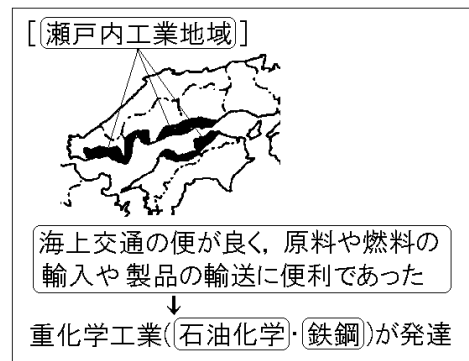 [瀬戸内工業地域]
海上交通の便が良く，原料や燃料の
輸入や製品の輸送に便利であった
↓
重化学工業(石油化学・鉄鋼)が発達